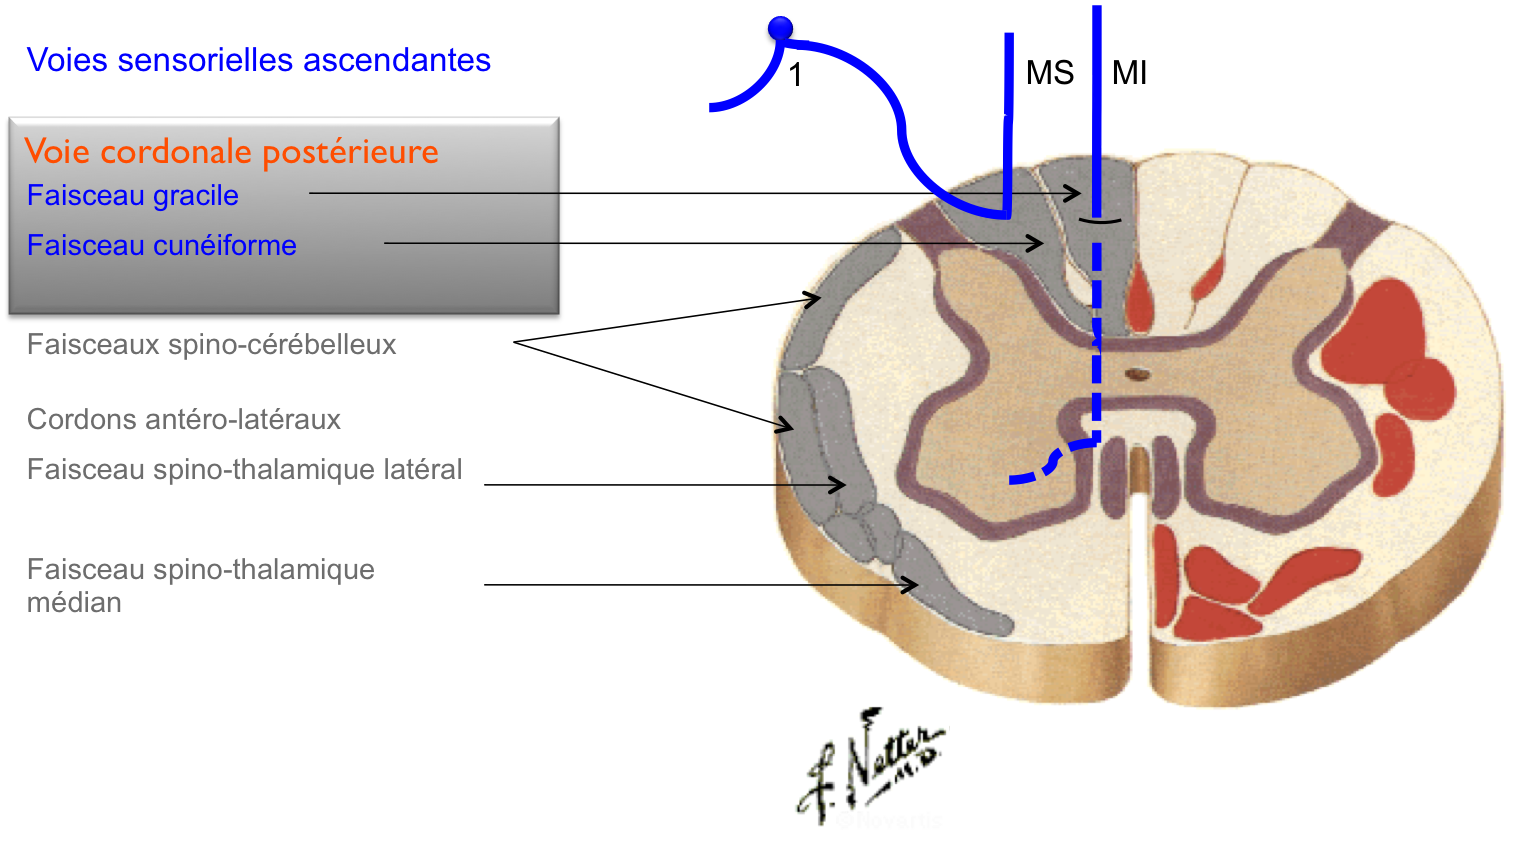 Voies sensorielles ascendantes
1
MS
MI
Voie cordonale postérieure
Faisceau gracile
Faisceau cunéiforme
Faisceaux spino-cérébelleux
Cordons antéro-latéraux
Faisceau spino-thalamique latéral
Faisceau spino-thalamique
médian
F. Netter
M.D.
©Novartis